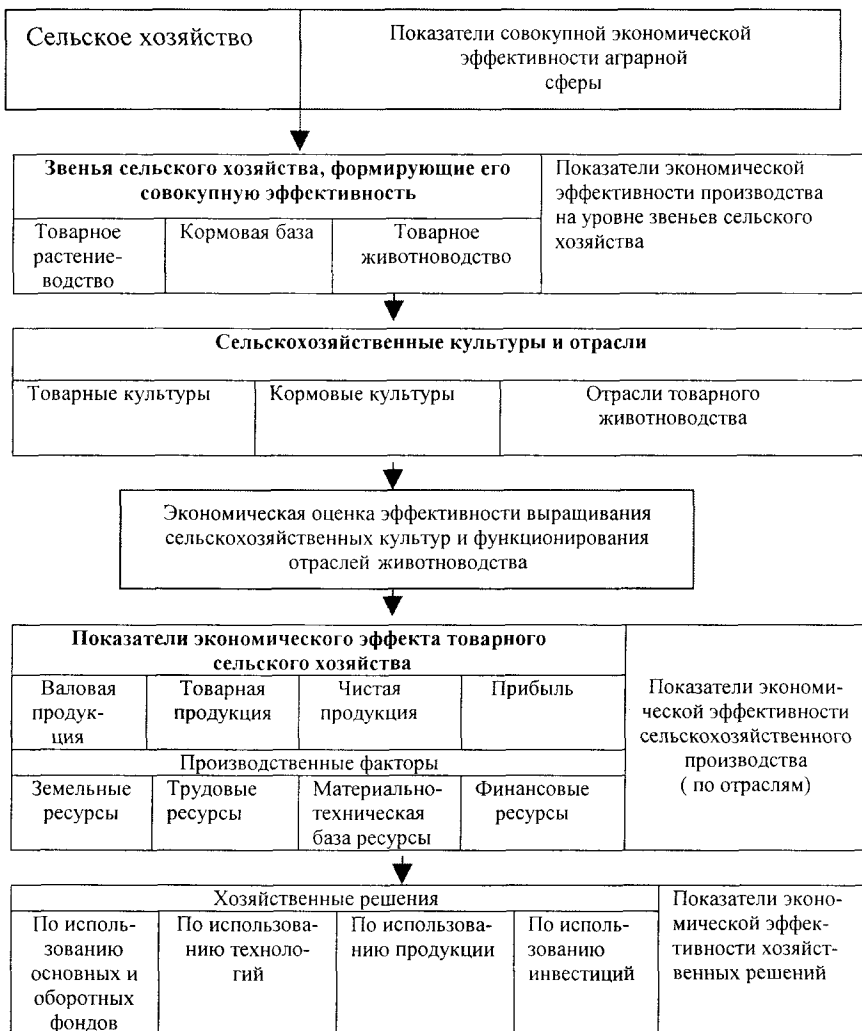 Сельское хозяйство
Показатели совокупной экономической
эффективности аграрной
сферы
Звенья сельского хозяйства, формирующие его
совокупную эффективность
Показатели экономической
эффективности производства
на уровне звеньев сельского
хозяйства
Товарное
растение-
водство
Кормовая база
Товарное
животноводство
Сельскохозяйственные культуры и отрасли
Товарные культуры
Кормовые культуры
Отрасли товарного
животноводства
Экономическая оценка эффективности выращивания
сельскохозяйственных культур и функционирования
отраслей животноводства
Показатели экономического эффекта товарного
сельского хозяйства
Валовая
продук-
ция
Товарная
продукция
Чистая
продукция
Прибыль
Показатели экономи-
ческой эффективности
сельскохозяйственного
производства
( по отраслям)
Производственные факторы
Земельные
ресурсы
Трудовые
ресурсы
Материально-
техническая
база ресурсы
Финансовые
ресурсы
Хозяйственные решения
Показатели эконо-
мической эффек-
тивности хозяйст-
венных решений
По исполь-
зованию
основных и
оборотных
фондов
По использова-
нию техноло-
гий
По использова-
нию продукции
По исполь-
зованию
инвестиций